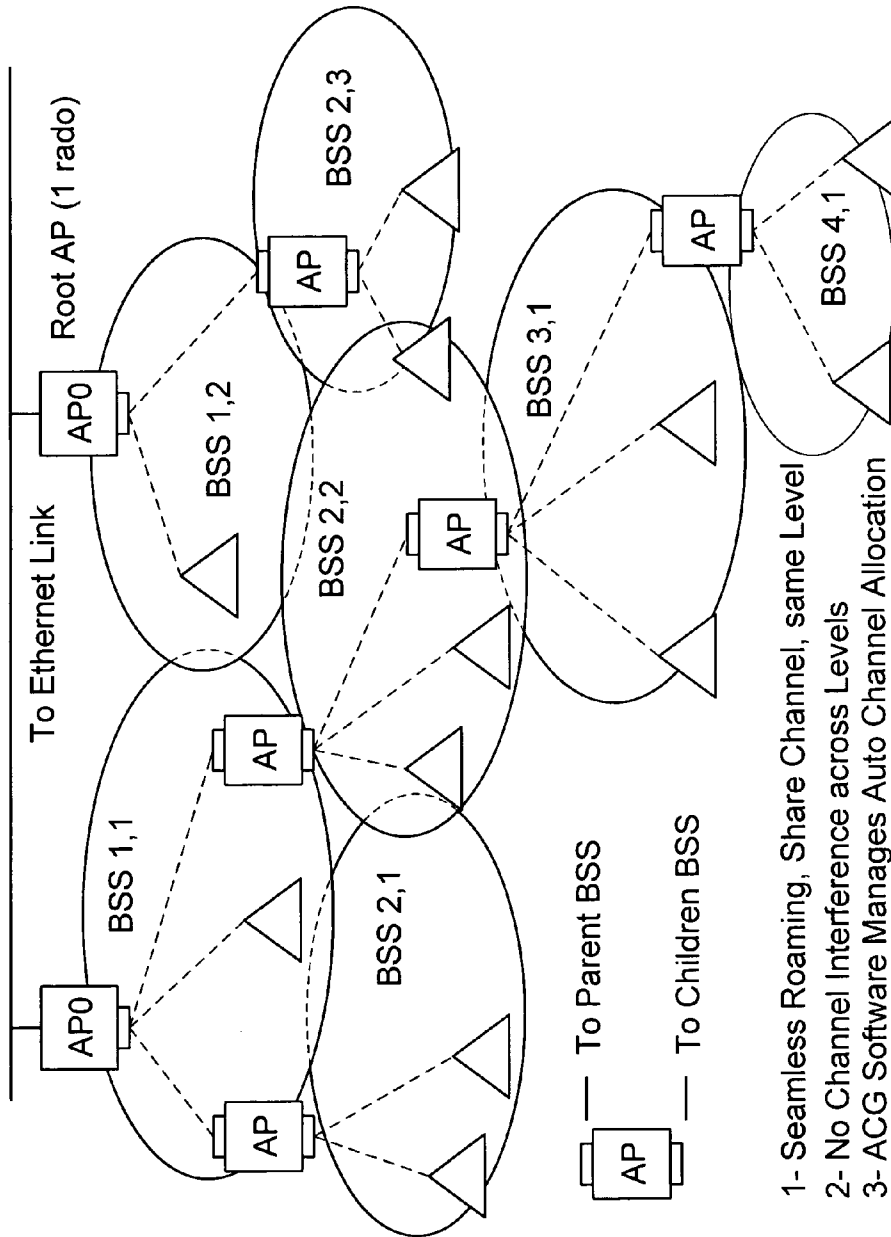 To Ethernet Link
AP0
AP0
Root AP (1 rado)
BSS 1,1
BSS 1,2
AP
AP
AP
BSS 2,1
BSS 2,2
BSS 2,3
AP
BSS 3,1
AP
BSS 4,1
AP
To Parent BSS
To Children BSS
1- Seamless Roaming, Share Channel, same Level
2- No Channel Interference across Levels
3- ACG Software Manages Auto Channel Allocation